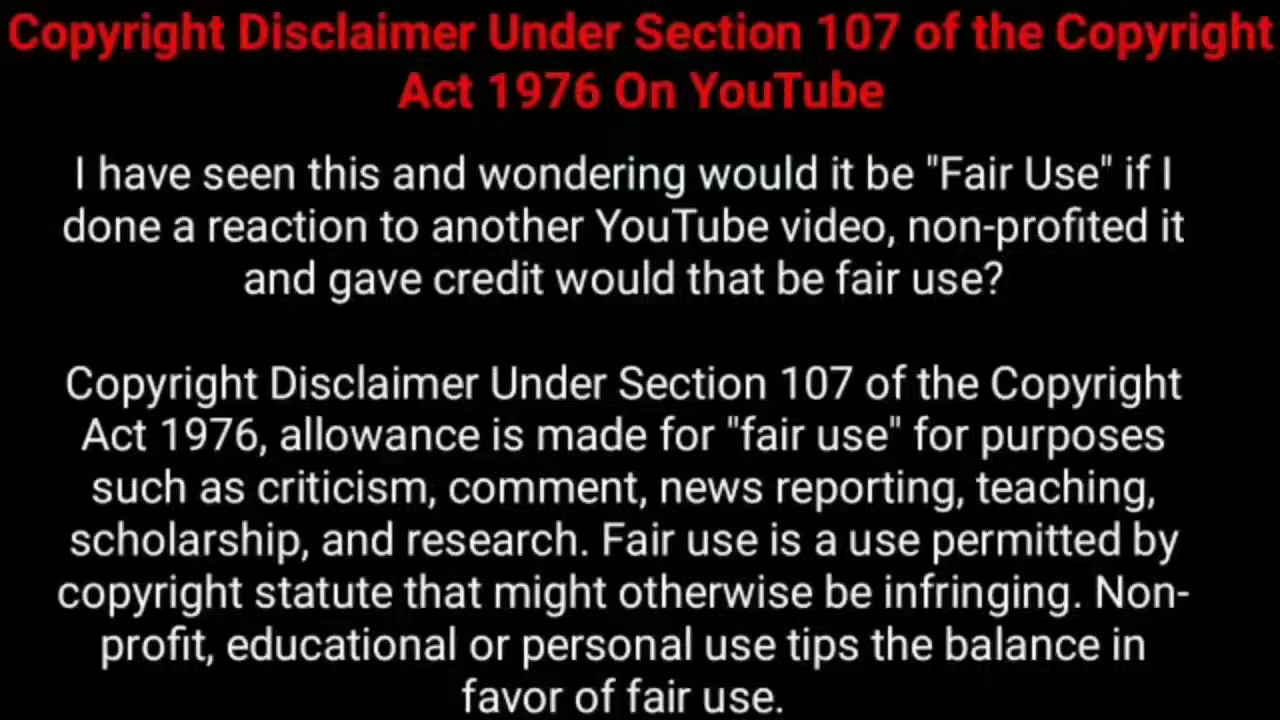 Copyright Disclaimer Under Section 107 of the Copyright
Act 1976 On YouTube
I have seen this and wondering would it be "Fair Use" if I
done a reaction to another YouTube video, non-profited it
and gave credit would that be fair use?
Copyright Disclaimer Under Section 107 of the Copyright
Act 1976, allowance is made for "fair use" for purposes
such as criticism, comment, news reporting, teaching,
scholarship, and research. Fair use is a use permitted by
copyright statute that might otherwise be infringing. Non-
profit, educational or personal use tips the balance in
favor of fair use.